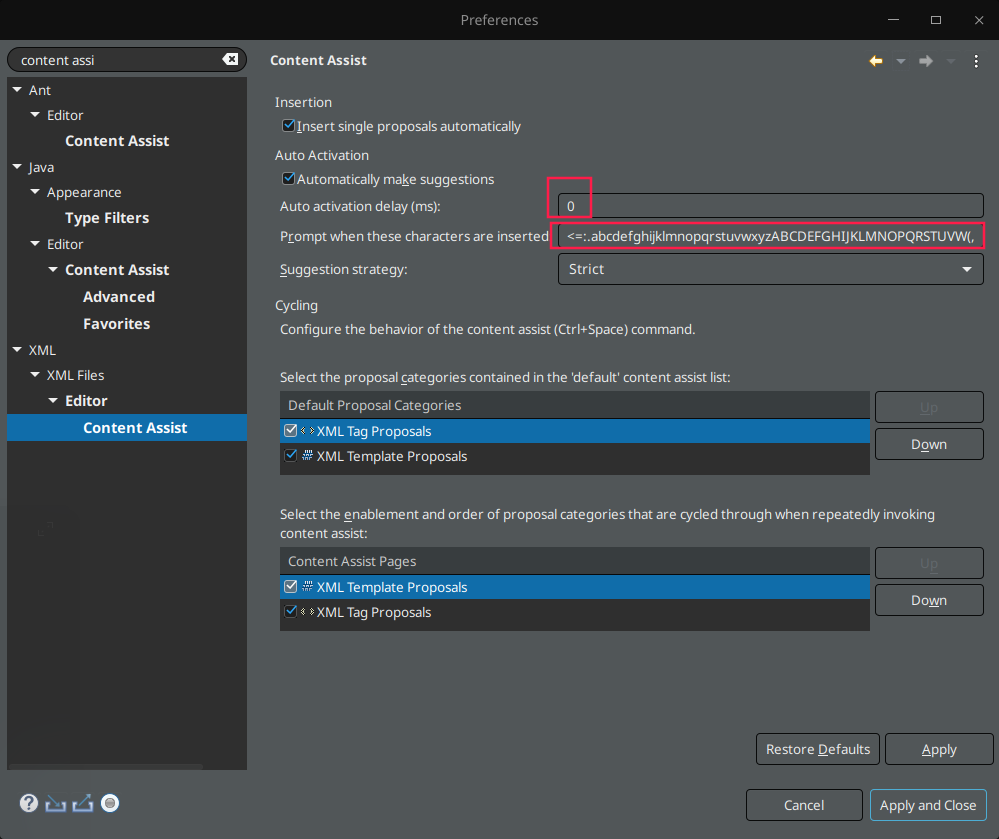 Preferences
content assi
Content Assist
Ant
Editor
Content Assist
Java
Appearance
Type Filters
Editor
Content Assist
Advanced
Favorites
XML
XML Files
Editor
Content Assist
Insertion
Insert single proposals automatically
Auto Activation
Automatically make suggestions
Auto activation delay (ms):
0
Prompt when these characters are inserted
<=:.abcdefghijklmnopqrstuvwxyzABCDEFGHIJKLMNOPQRSTUVW(,
Suggestion strategy:
Strict
Cycling
Configure the behavior of the content assist (Ctrl+Space) command.
Select the proposal categories contained in the 'default' content assist list:
Default Proposal Categories
XML Tag Proposals
XML Template Proposals
Up
Down
Select the enablement and order of proposal categories that are cycled through when repeatedly invoking
content assist:
Content Assist Pages
XML Template Proposals
XML Tag Proposals
Up
Down
Restore Defaults
Apply
Cancel
Apply and Close